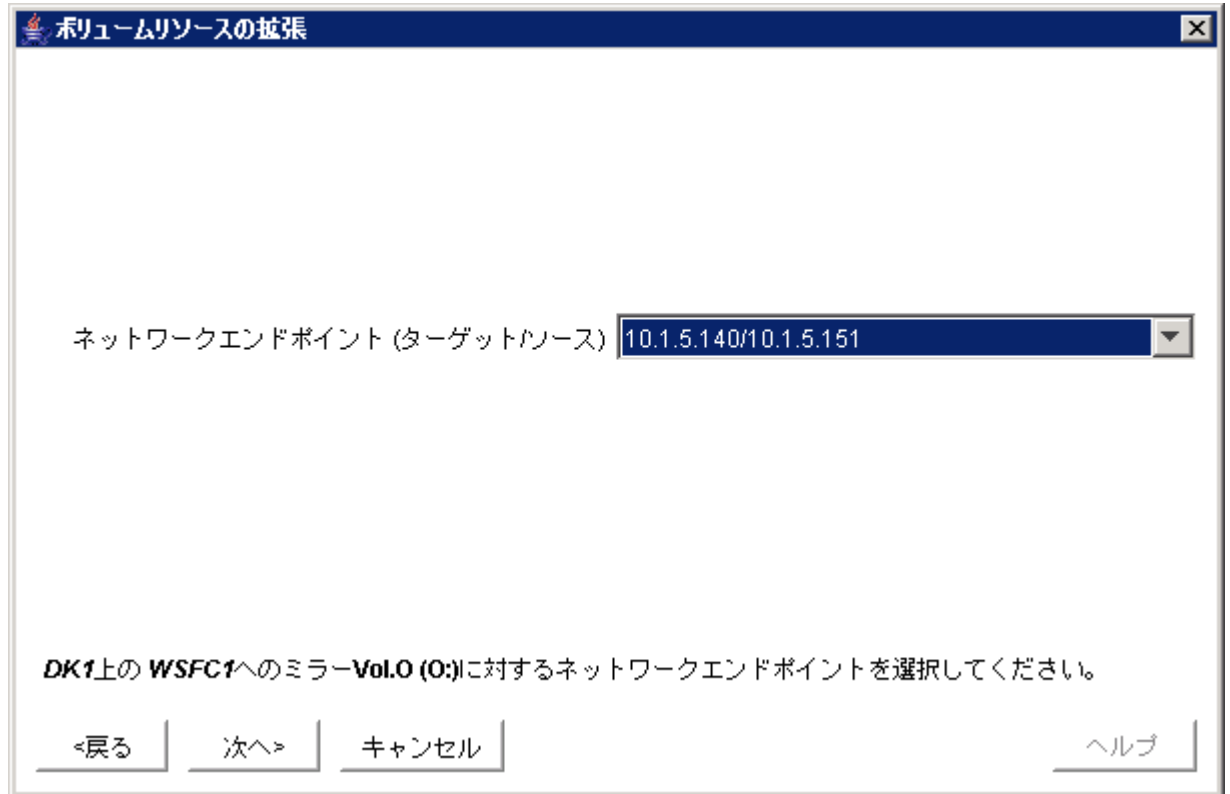 ボリュームリソースの拡張
ネットワークエンドポイント (ターゲット/ソース) 10.1.5.140/10.1.5.151
DK1上の WSFC1へのミラーVol.O (O:)に対するネットワークエンドポイントを選択してください。
<戻る 次へ> キャンセル ヘルプ